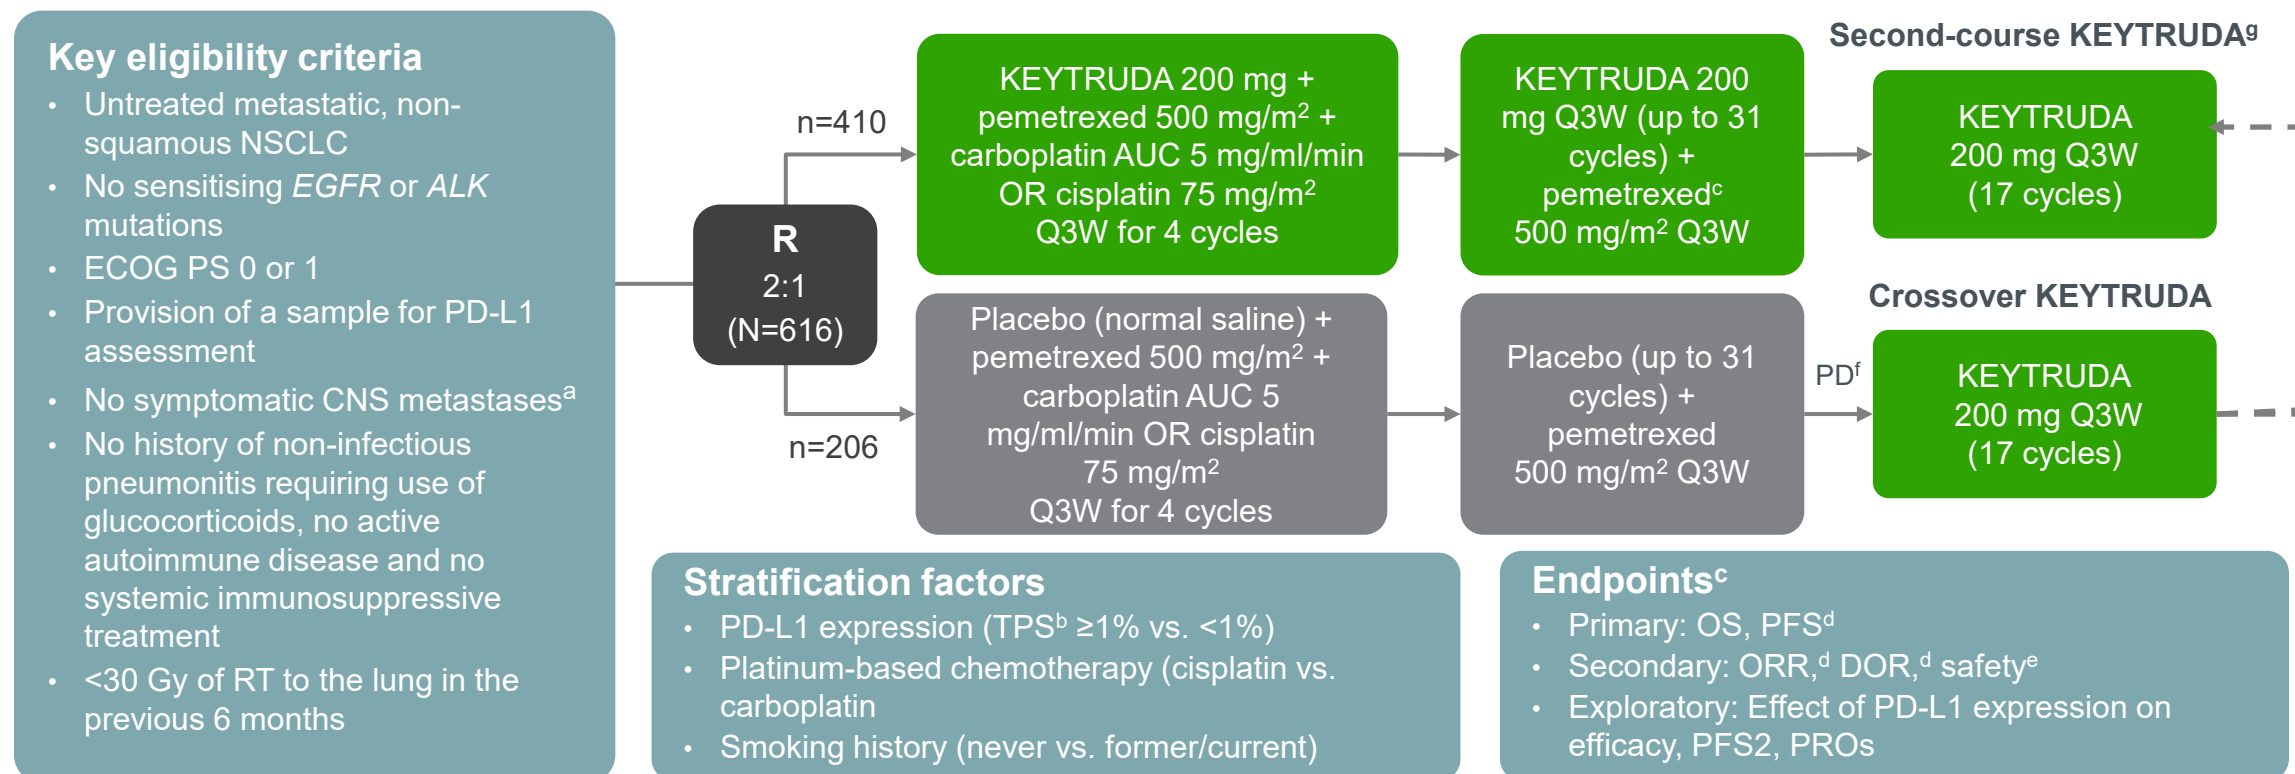 Key eligibility criteria
• Untreated metastatic, non-
squamous NSCLC
• No sensitising EGFR or ALK
mutations
• ECOG PS 0 or 1
• Provision of a sample for PD-L1
assessment
• No symptomatic CNS metastasesᵃ
• No history of non-infectious
pneumonitis requiring use of
glucocorticoids, no active
autoimmune disease and no
systemic immunosuppressive
treatment
• <30 Gy of RT to the lung in the
previous 6 months
R
2:1
(N=616)
n=410
KEYTRUDA 200 mg +
pemetrexed 500 mg/m² +
carboplatin AUC 5 mg/ml/min
OR cisplatin 75 mg/m²
Q3W for 4 cycles
KEYTRUDA 200
mg Q3W (up to 31
cycles) +
pemetrexedᶜ
500 mg/m² Q3W
Second-course KEYTRUDAᵍ
KEYTRUDA
200 mg Q3W
(17 cycles)
n=206
Placebo (normal saline) +
pemetrexed 500 mg/m² +
carboplatin AUC 5
mg/ml/min OR cisplatin
75 mg/m²
Q3W for 4 cycles
Placebo (up to 31
cycles) +
pemetrexed
500 mg/m² Q3W
PDᶠ
Crossover KEYTRUDA
KEYTRUDA
200 mg Q3W
(17 cycles)
Stratification factors
• PD-L1 expression (TPSᵇ ≥1% vs. <1%)
• Platinum-based chemotherapy (cisplatin vs.
carboplatin
• Smoking history (never vs. former/current)
Endpointsᶜ
• Primary: OS, PFSᵈ
• Secondary: ORR,ᵈ DOR,ᵈ safetyᵉ
• Exploratory: Effect of PD-L1 expression on
efficacy, PFS2, PROs